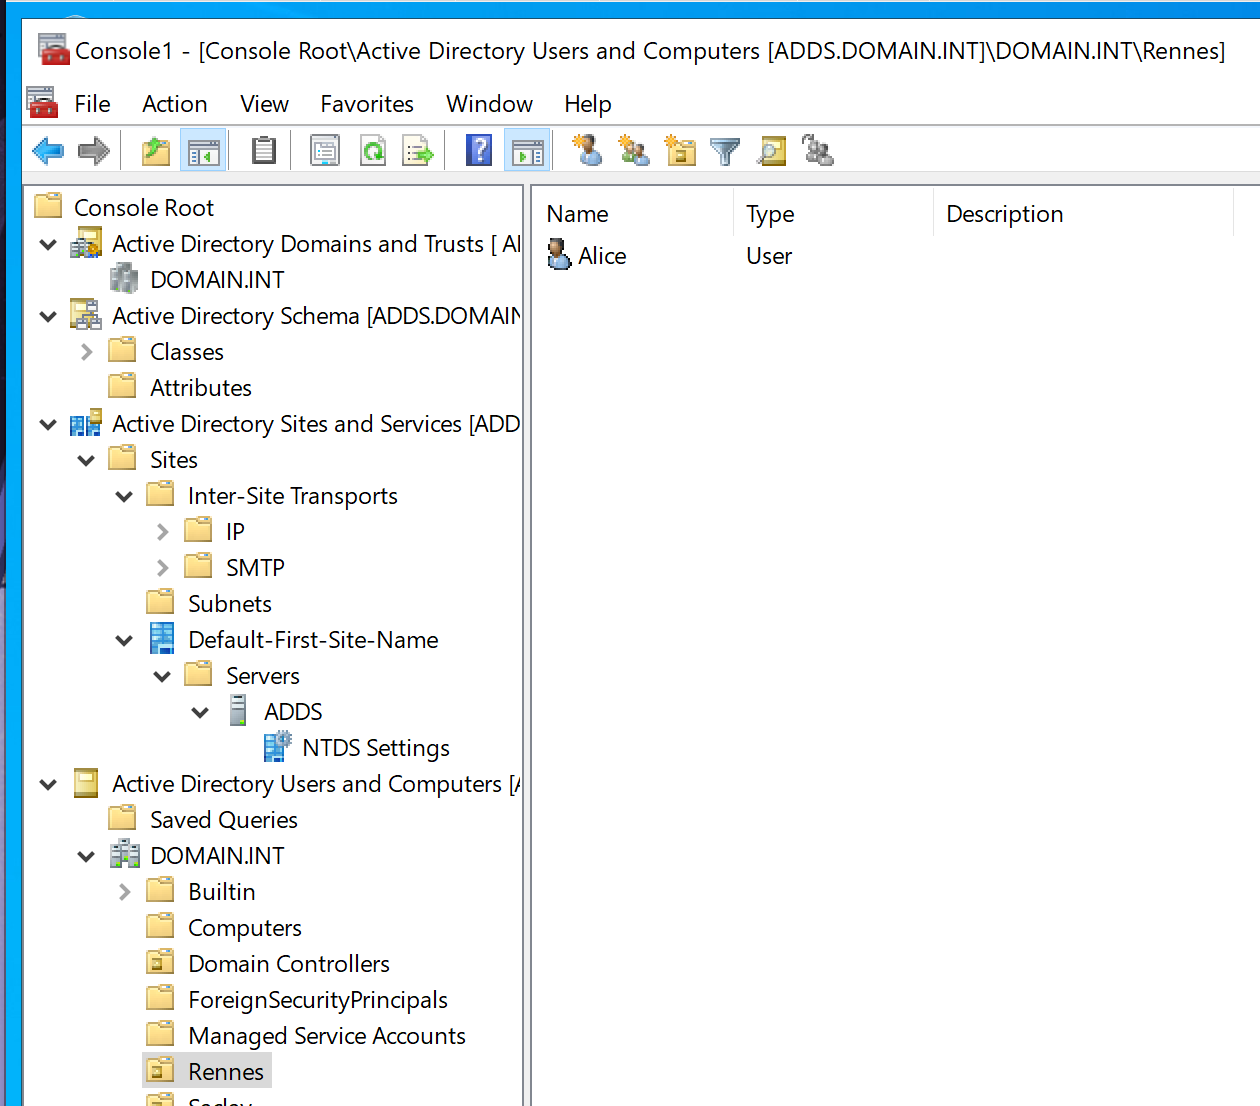 Console1 - [Console Root\Active Directory Users and Computers [ADDS.DOMAIN.INT]\DOMAIN.INT\Rennes]
File Action View Favorites Window Help
Console Root
Active Directory Domains and Trusts [ AI
DOMAIN.INT
Active Directory Schema [ADDS.DOMAIN
Classes
Attributes
Active Directory Sites and Services [ADD
Sites
Inter-Site Transports
IP
SMTP
Subnets
Default-First-Site-Name
Servers
ADDS
NTDS Settings
Active Directory Users and Computers [A
Saved Queries
DOMAIN.INT
Builtin
Computers
Domain Controllers
ForeignSecurityPrincipals
Managed Service Accounts
Rennes
Name Type Description
Alice User